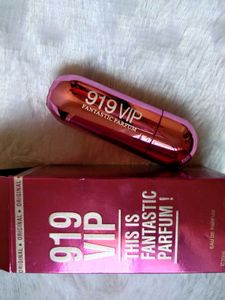 919 VIP
FANTASTIC PARFUM
ORIGINAL • ORIGINAL • ORIGINAL
919
VIP
THIS IS
FANTASTIC
PARFUM !
EAU DE PARFUM